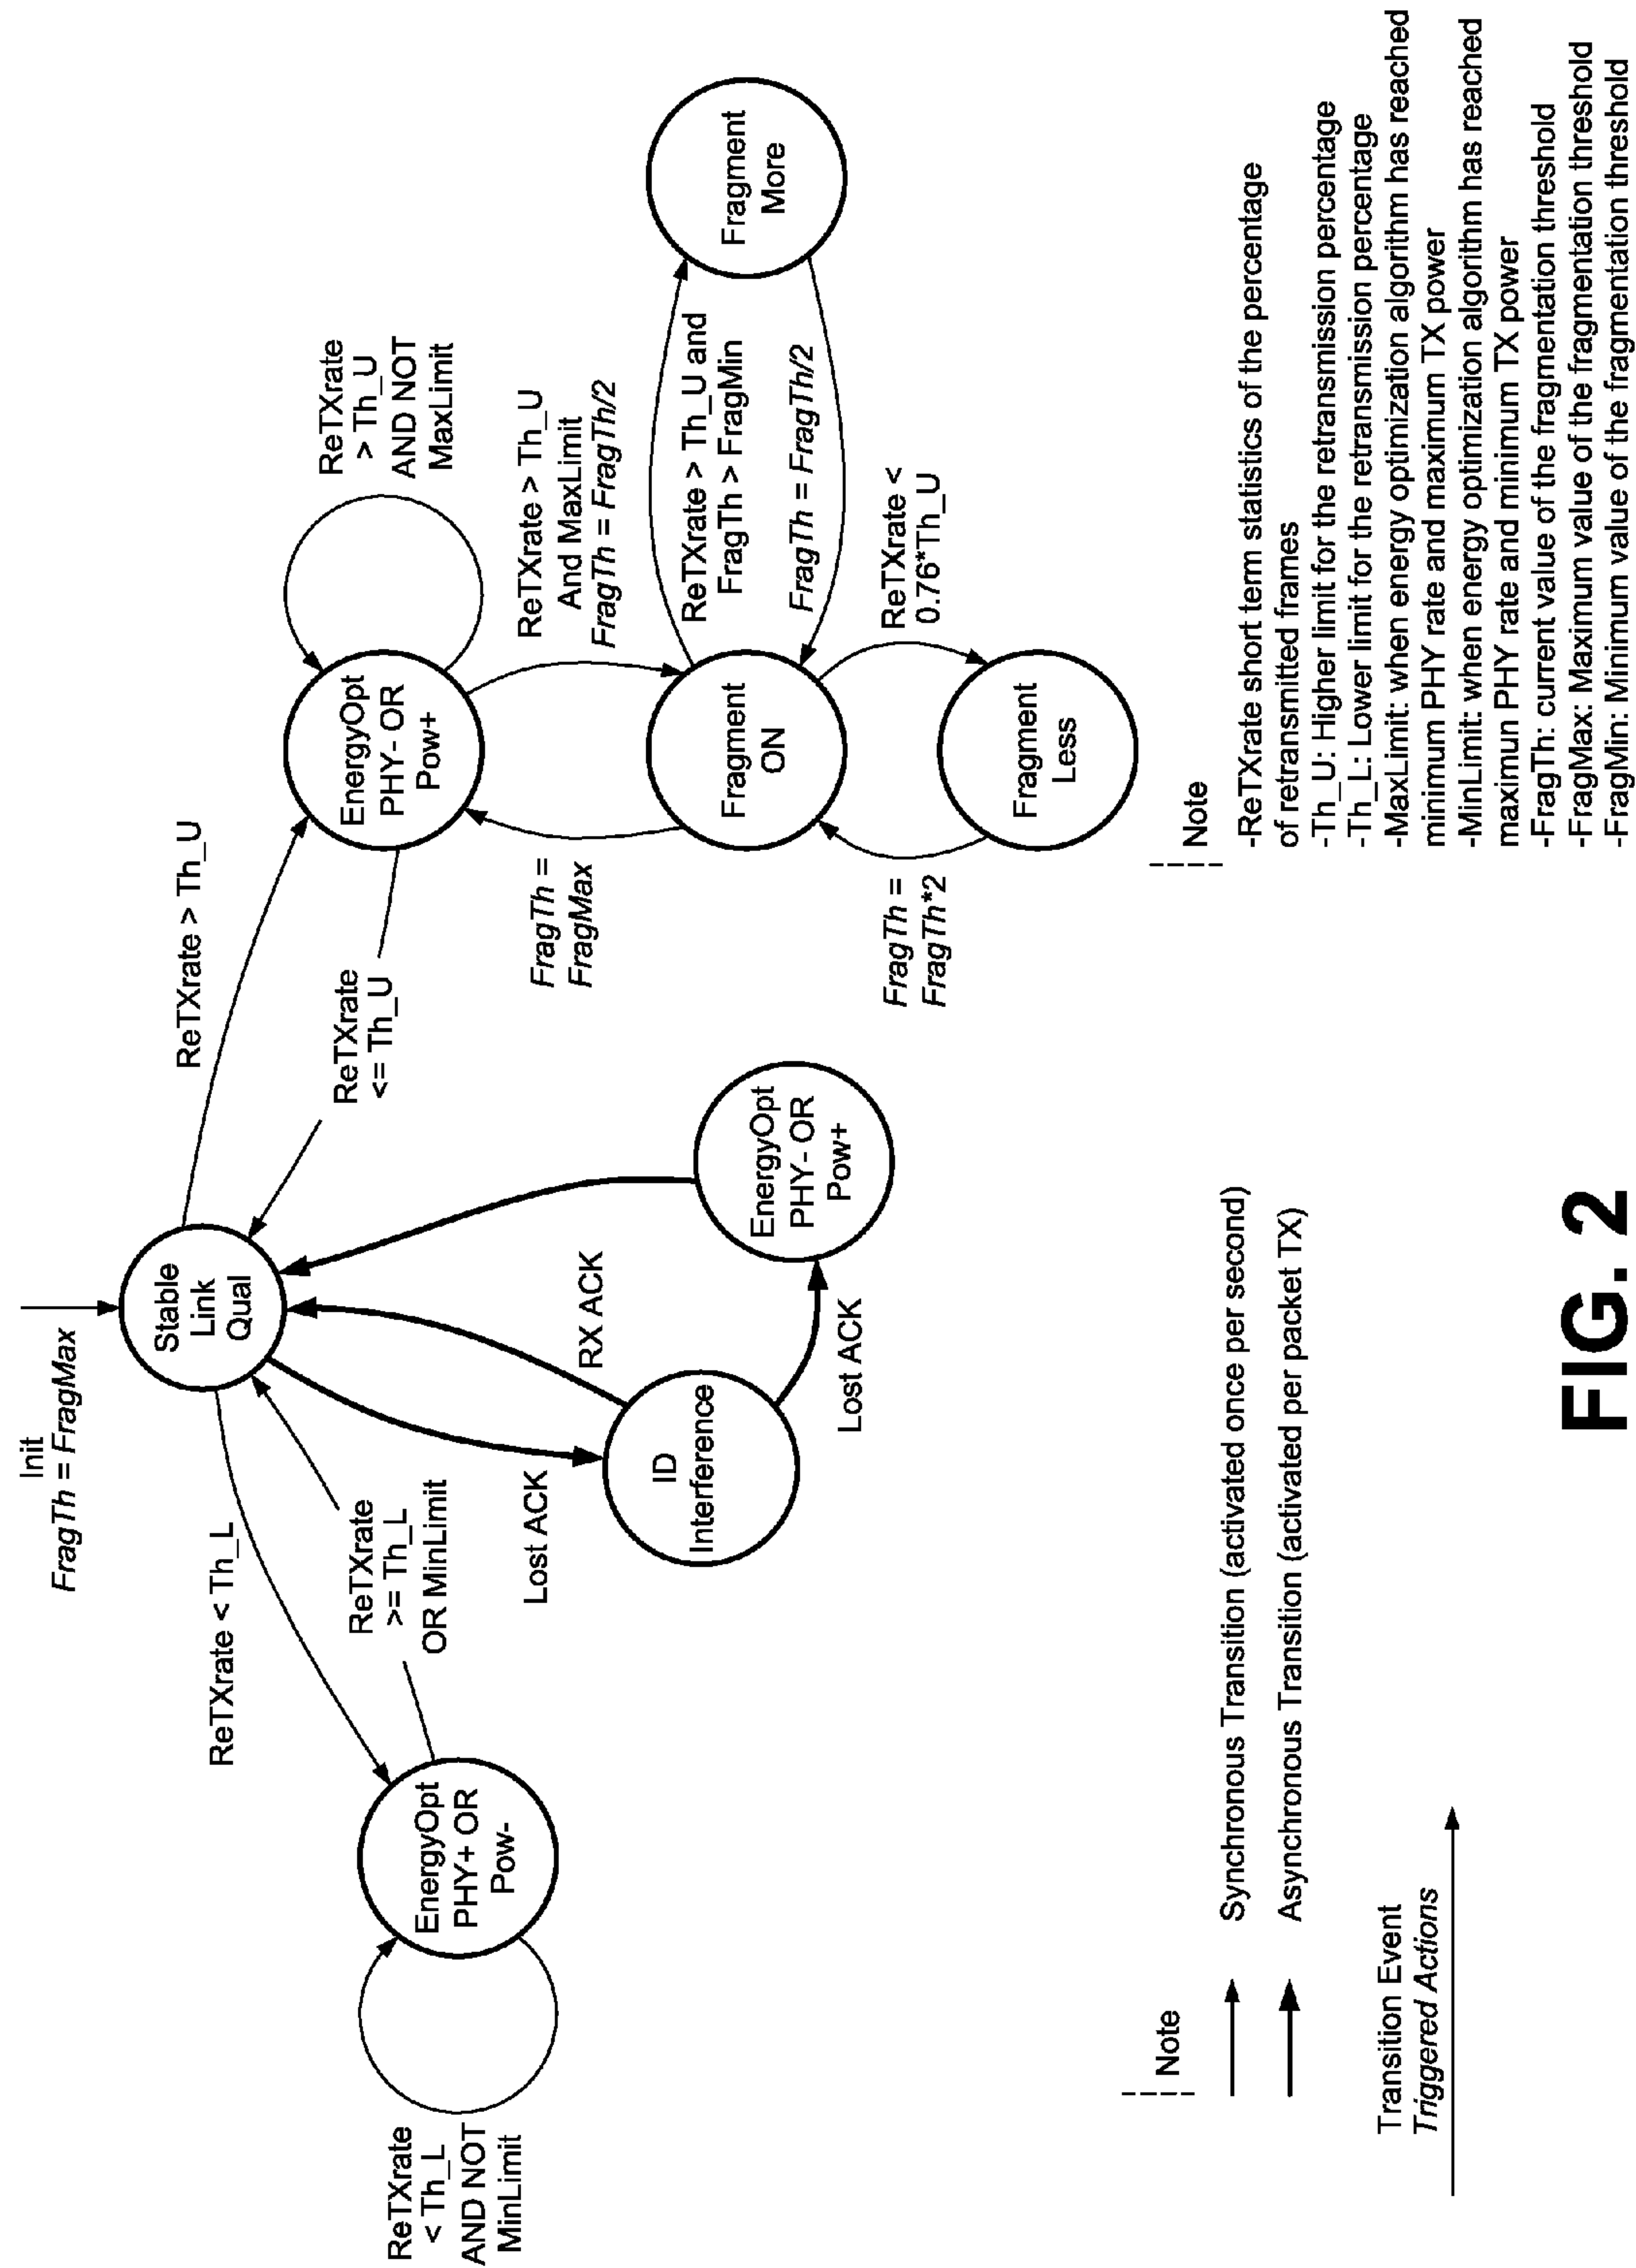 Init
FragTh = FragMax
Stable
Link
Qual
ReTXrate < Th_L
ReTXrate > Th_U
ReTXrate
>= Th_L
OR MinLimit
ReTXrate
<= Th_U
ReTXrate
< Th_L
AND NOT
MinLimit
EnergyOpt
PHY+ OR
Pow-
Lost ACK
RX ACK
ID
Interference
Lost ACK
EnergyOpt
PHY- OR
Pow+
EnergyOpt
PHY- OR
Pow+
ReTXrate
> Th_U
AND NOT
MaxLimit
FragTh =
FragMax
ReTXrate > Th_U
And MaxLimit
FragTh = FragTh/2
Fragment
ON
ReTXrate > Th_U and
FragTh > FragMin
FragTh = FragTh/2
Fragment
More
FragTh =
FragTh*2
ReTXrate <
0.76*Th_U
Fragment
Less
Note
Synchronous Transition (activated once per second)
Asynchronous Transition (activated per packet TX)
Transition Event
Triggered Actions
Note
-ReTXrate short term statistics of the percentage
of retransmitted frames
-Th_U: Higher limit for the retransmission percentage
-Th_L: Lower limit for the retransmission percentage
-MaxLimit: when energy optimization algorithm has reached
minimum PHY rate and maximum TX power
-MinLimit: when energy optimization algorithm has reached
maximun PHY rate and minimum TX power
-FragTh: current value of the fragmentation threshold
-FragMax: Maximum value of the fragmentation threshold
-FragMin: Minimum value of the fragmentation threshold
FIG. 2